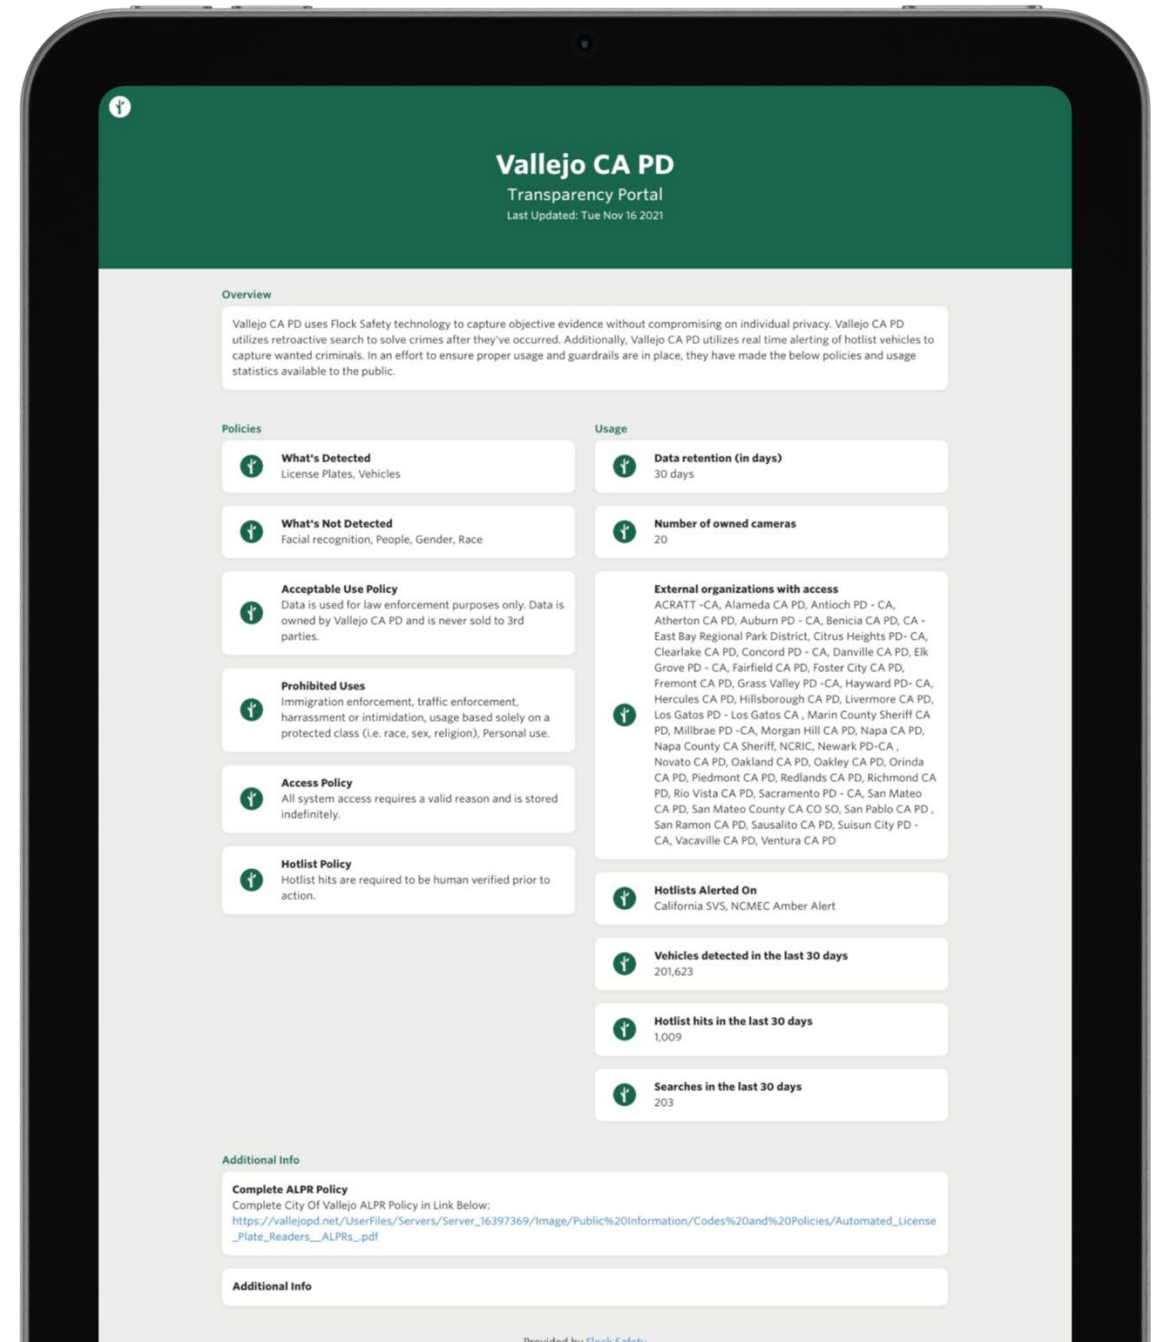 Vallejo CA PD
Transparency Portal
Last Updated: Tue Nov 16 2021
Overview
Vallejo CA PD uses Flock Safety technology to capture objective evidence without compromising on individual privacy. Vallejo CA PD
utilizes retroactive search to solve crimes after they've occurred. Additionally, Vallejo CA PD utilizes real time alerting of hotlist vehicles to
capture wanted criminals. In an effort to ensure proper usage and guardrails are in place, they have made the below policies and usage
statistics available to the public.
Policies
What's Detected
License Plates, Vehicles
What's Not Detected
Facial recognition, People, Gender, Race
Acceptable Use Policy
Data is used for law enforcement purposes only. Data is
owned by Vallejo CA PD and is never sold to 3rd
parties.
Prohibited Uses
Immigration enforcement, traffic enforcement,
harrassment or intimidation, usage based solely on a
protected class (i.e. race, sex, religion), Personal use.
Access Policy
All system access requires a valid reason and is stored
indefinitely.
Hotlist Policy
Hotlist hits are required to be human verified prior to
action.
Usage
Data retention (in days)
30 days
Number of owned cameras
20
External organizations with access
ACRATT -CA, Alameda CA PD, Antioch PD - CA,
Atherton CA PD, Auburn PD - CA, Benicia CA PD, CA -
East Bay Regional Park District, Citrus Heights PD- CA,
Clearlake CA PD, Concord PD - CA, Danville CA PD, Elk
Grove PD - CA, Fairfield CA PD, Foster City CA PD,
Fremont CA PD, Grass Valley PD -CA, Hayward PD- CA,
Hercules CA PD, Hillsborough CA PD, Livermore CA PD,
Los Gatos PD - Los Gatos CA , Marin County Sheriff CA
PD, Millbrae PD -CA, Morgan Hill CA PD, Napa CA PD,
Napa County CA Sheriff, NCRIC, Newark PD-CA ,
Novato CA PD, Oakland CA PD, Oakley CA PD, Orinda
CA PD, Piedmont CA PD, Redlands CA PD, Richmond CA
PD, Rio Vista CA PD, Sacramento PD - CA, San Mateo
CA PD, San Mateo County CA CO SO, San Pablo CA PD ,
San Ramon CA PD, Sausalito CA PD, Suisun City PD -
CA, Vacaville CA PD, Ventura CA PD
Hotlists Alerted On
California SVS, NCMEC Amber Alert
Vehicles detected in the last 30 days
201,623
Hotlist hits in the last 30 days
1,009
Searches in the last 30 days
203
Additional Info
Complete ALPR Policy
Complete City Of Vallejo ALPR Policy in Link Below:
https://vallejopd.net/UserFiles/Servers/Server_16397369/Image/Public%20Information/Codes%20and%20Policies/Automated_License
_Plate_Readers__ALPRs_.pdf
Additional Info
Provided by Flock Safety